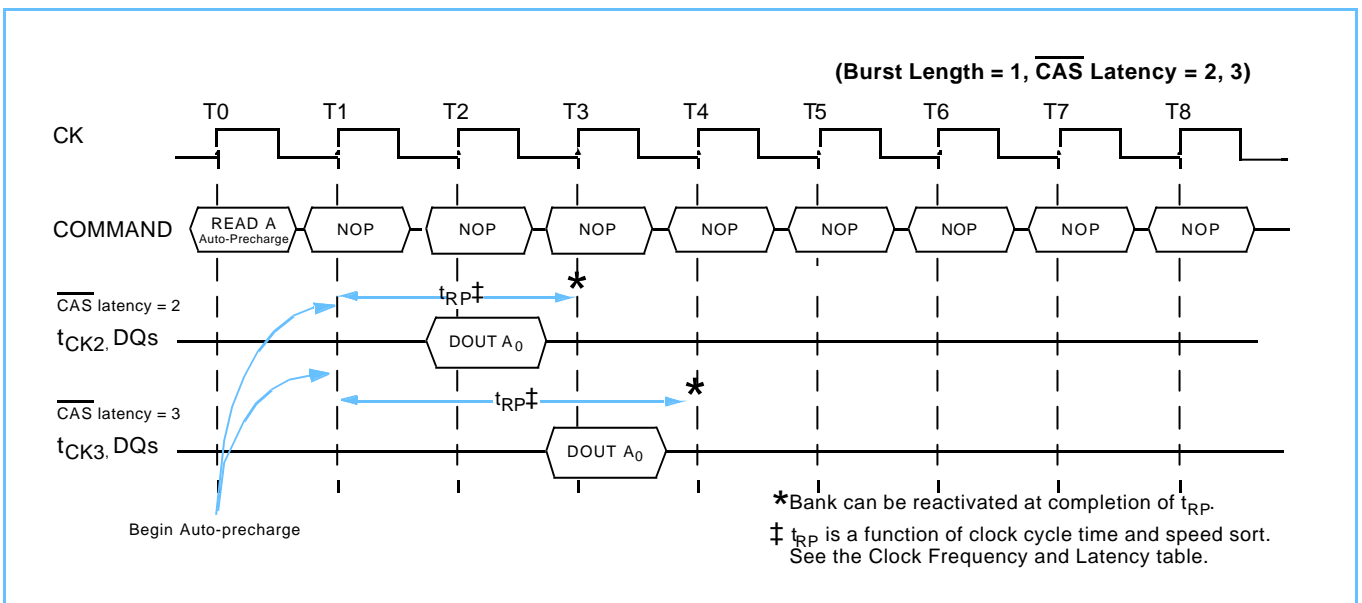 (Burst Length = 1, CAS Latency = 2, 3)
T0 T1 T2 T3 T4 T5 T6 T7 T8
CK
COMMAND
READ A
Auto-Precharge
NOP NOP NOP NOP NOP NOP NOP NOP
*
CAS latency = 2
tRP‡
tCK2, DQs
DOUT A0
*
CAS latency = 3
tRP‡
tCK3, DQs
DOUT A0
Begin Auto-precharge
*Bank can be reactivated at completion of tRP.
‡ tRP is a function of clock cycle time and speed sort.
See the Clock Frequency and Latency table.